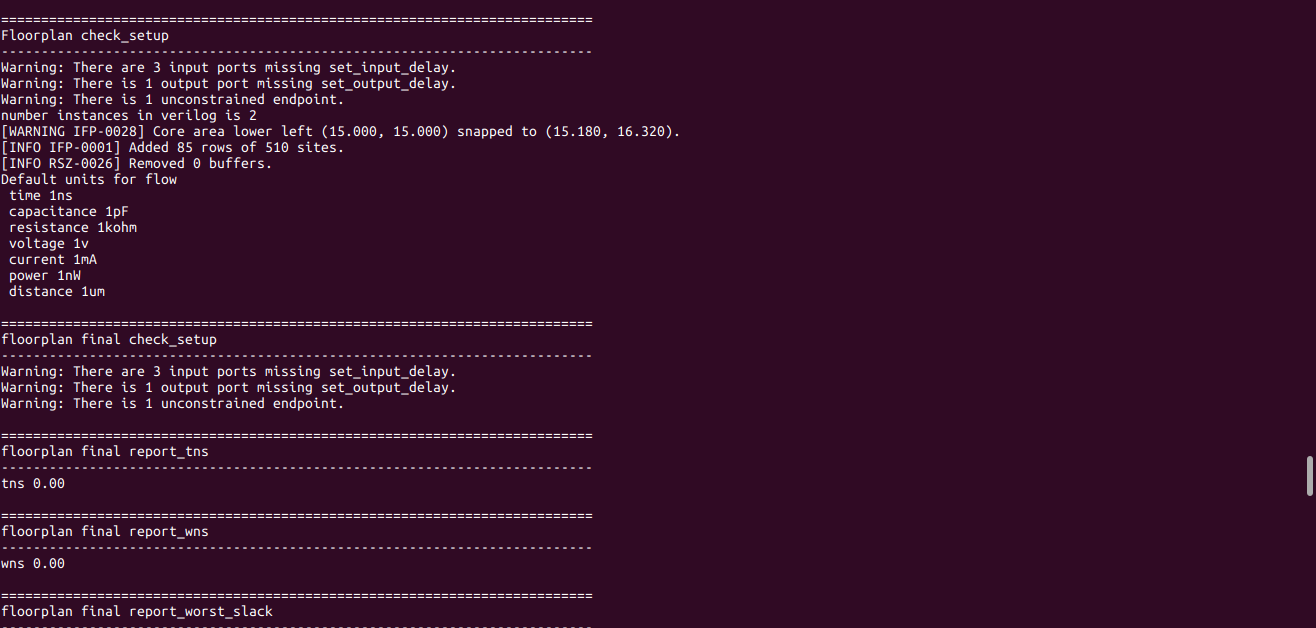 ==========================================================================
Floorplan check_setup
--------------------------------------------------------------------------
Warning: There are 3 input ports missing set_input_delay.
Warning: There is 1 output port missing set_output_delay.
Warning: There is 1 unconstrained endpoint.
number instances in verilog is 2
[WARNING IFP-0028] Core area lower left (15.000, 15.000) snapped to (15.180, 16.320).
[INFO IFP-0001] Added 85 rows of 510 sites.
[INFO RSZ-0026] Removed 0 buffers.
Default units for flow
 time 1ns
 capacitance 1pF
 resistance 1kohm
 voltage 1v
 current 1mA
 power 1nW
 distance 1um
==========================================================================
floorplan final check_setup
--------------------------------------------------------------------------
Warning: There are 3 input ports missing set_input_delay.
Warning: There is 1 output port missing set_output_delay.
Warning: There is 1 unconstrained endpoint.
==========================================================================
floorplan final report_tns
--------------------------------------------------------------------------
tns 0.00
==========================================================================
floorplan final report_wns
--------------------------------------------------------------------------
wns 0.00
==========================================================================
floorplan final report_worst_slack
--------------------------------------------------------------------------